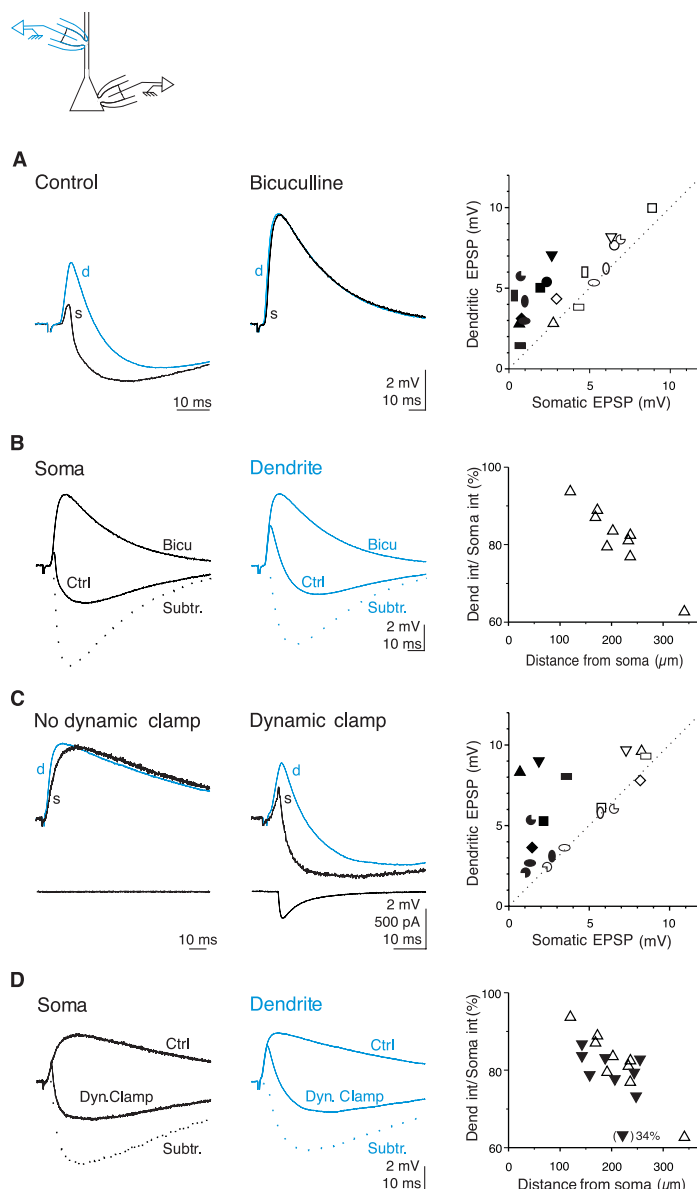 A
Control
Bicuculline
d
s
d
s
10 ms
2 mV
10 ms
Dendritic EPSP (mV)
10
5
0
0
5
10
Somatic EPSP (mV)
B
Soma
Dendrite
Bicu
Ctrl
Subtr.
Bicu
Ctrl
Subtr.
2 mV
10 ms
Dend int/Soma int (%)
100
80
60
0
100
200
300
Distance from soma (µm)
C
No dynamic clamp
Dynamic clamp
d
s
d
s
10 ms
2 mV
500 pA
10 ms
Dendritic EPSP (mV)
10
5
0
0
5
10
Somatic EPSP (mV)
D
Soma
Dendrite
Ctrl
Dyn.Clamp
Subtr.
Ctrl
Dyn. Clamp
Subtr.
2 mV
10 ms
Dend int/Soma int (%)
100
80
60
( ) 34%
0
100
200
300
Distance from soma (µm)